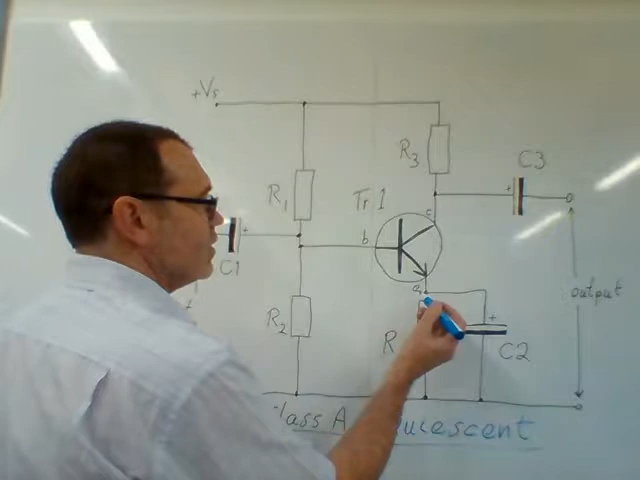 +Vs
R3
C3
R1
Tr 1
c
+
+
b
C1
e
output
R2
+
R
C2
lass A
uiescent